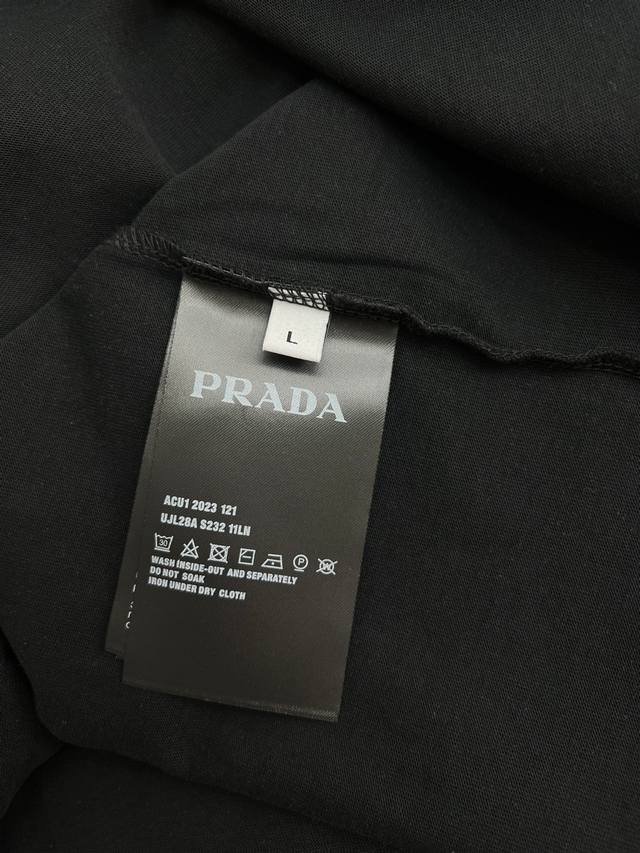 L
PRADA
ACU1 2023 121
UJL28A S232 11LN
30
P
W
WASH INSIDE-OUT AND SEPARATELY
DO NOT SOAK
IRON UNDER DRY CLOTH